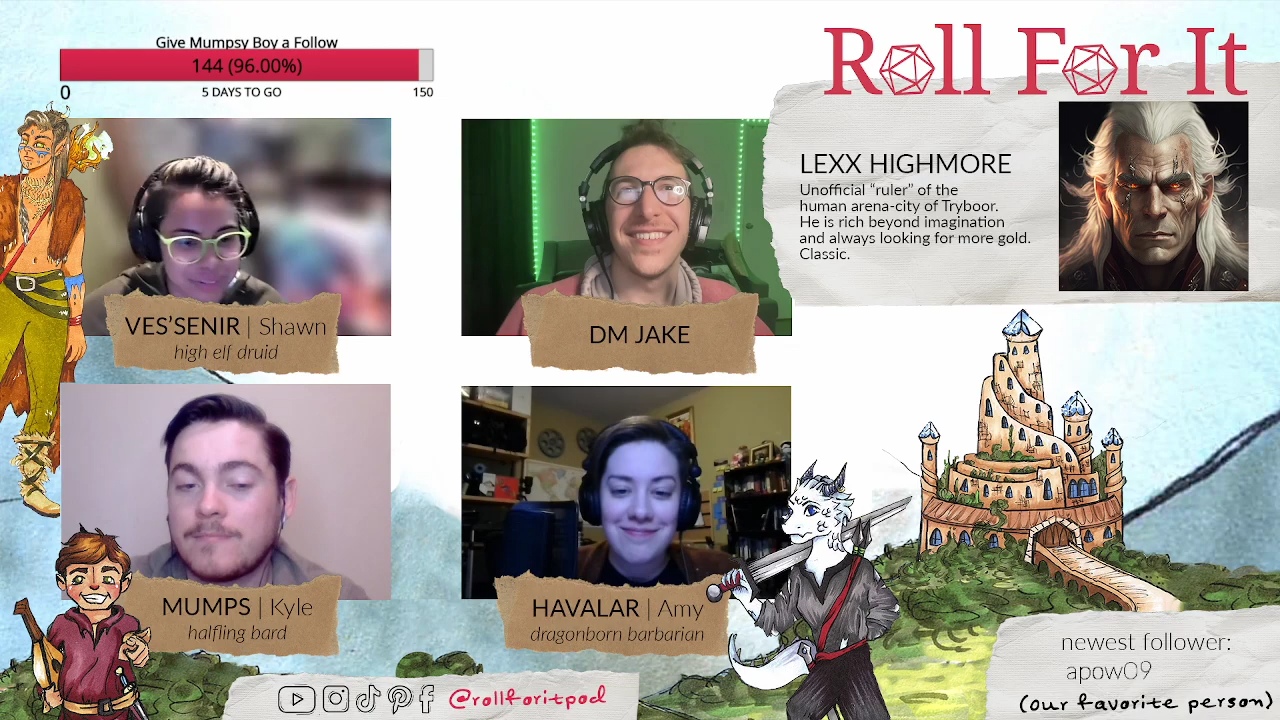 Give Mumpsy Boy a Follow
144 (96.00%)
0
5 DAYS TO GO
150
Roll For It
LEXX HIGHMORE
Unofficial “ruler” of the
human arena-city of Tryboor.
He is rich beyond imagination
and always looking for more gold.
Classic.
VES’SENIR | Shawn
high elf druid
DM JAKE
MUMPS | Kyle
halfling bard
HAVALAR | Amy
dragonborn barbarian
@rollforitpod
newest follower:
apow09
(our favorite person)